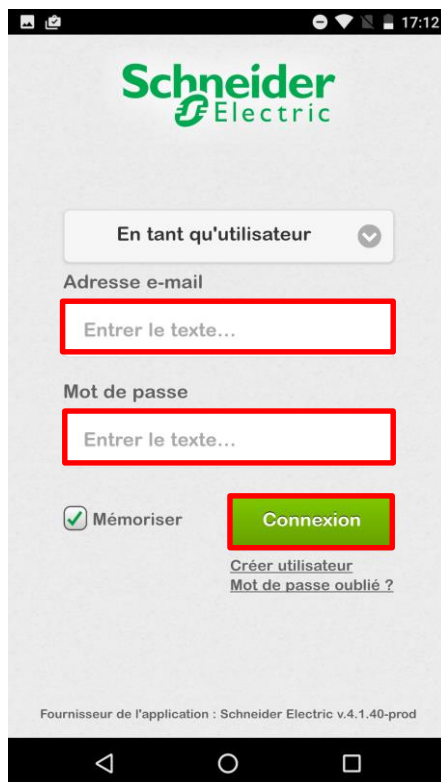 17:12
Schneider
Electric
En tant qu'utilisateur
Adresse e-mail
Entrer le texte...
Mot de passe
Entrer le texte...
Mémoriser
Connexion
Créer utilisateur
Mot de passe oublié ?
Fournisseur de l'application : Schneider Electric v.4.1.40-prod